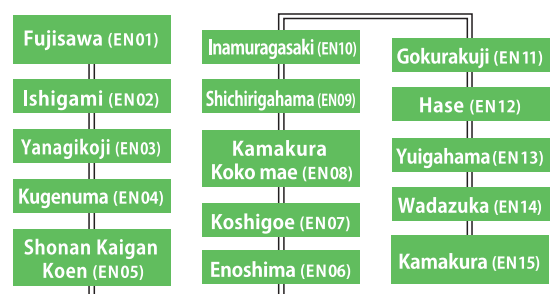 Fujisawa (EN01)
Ishigami (EN02)
Yanagikoji (EN03)
Kugenuma (EN04)
Shonan Kaigan
Koen (EN05)
Inamuragasaki (EN10)
Shichirigahama (EN09)
Kamakura
Koko mae (EN08)
Koshigoe (EN07)
Enoshima (EN06)
Gokurakuji (EN11)
Hase (EN12)
Yuigahama (EN13)
Wadazuka (EN14)
Kamakura (EN15)